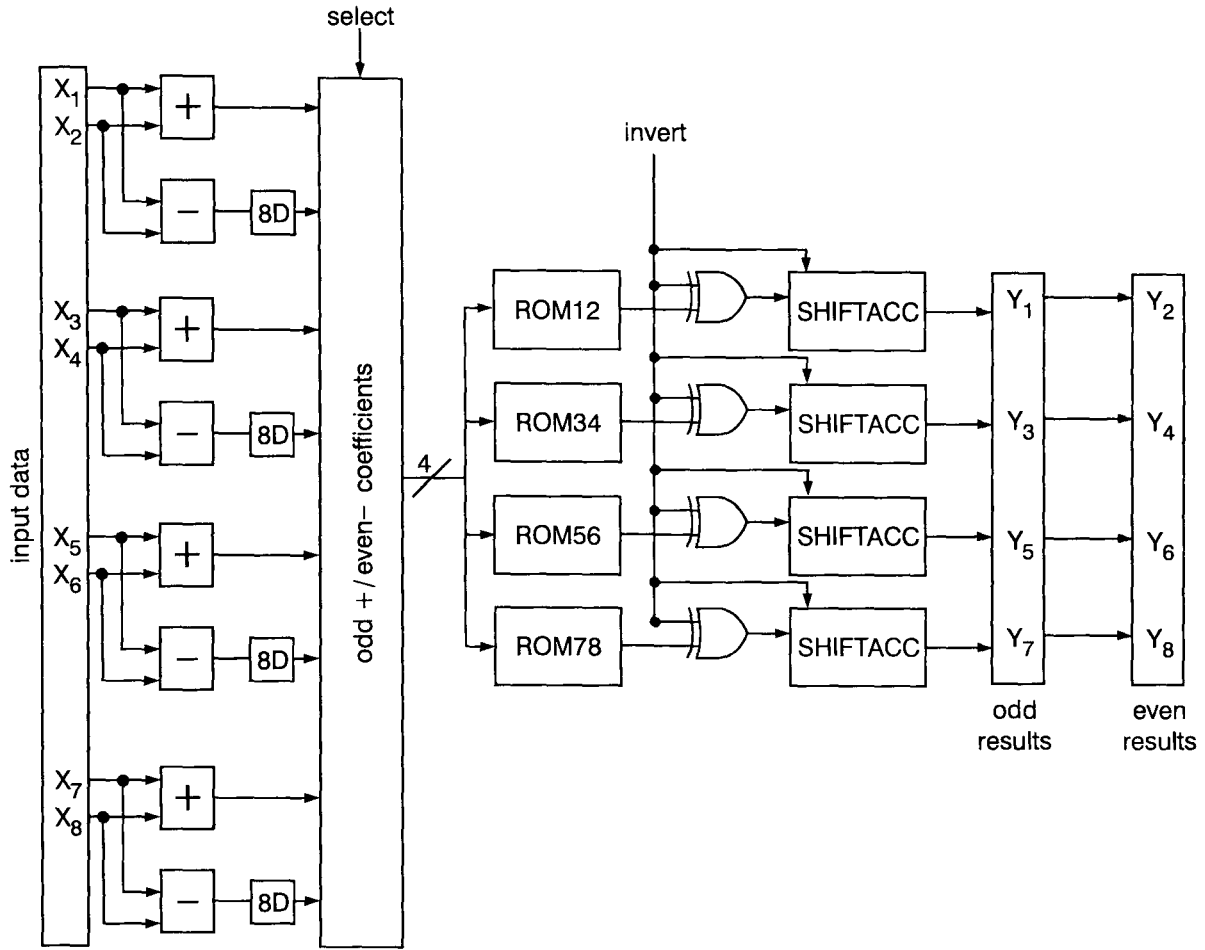 select
X1
+
X2
−
8D
invert
X3
+
X4
−
8D
X5
+
X6
−
8D
X7
+
X8
−
8D
input data
odd +/even− coefficients
4
ROM12
SHIFTACC
Y1
Y2
ROM34
SHIFTACC
Y3
Y4
ROM56
SHIFTACC
Y5
Y6
ROM78
SHIFTACC
Y7
Y8
odd
results
even
results